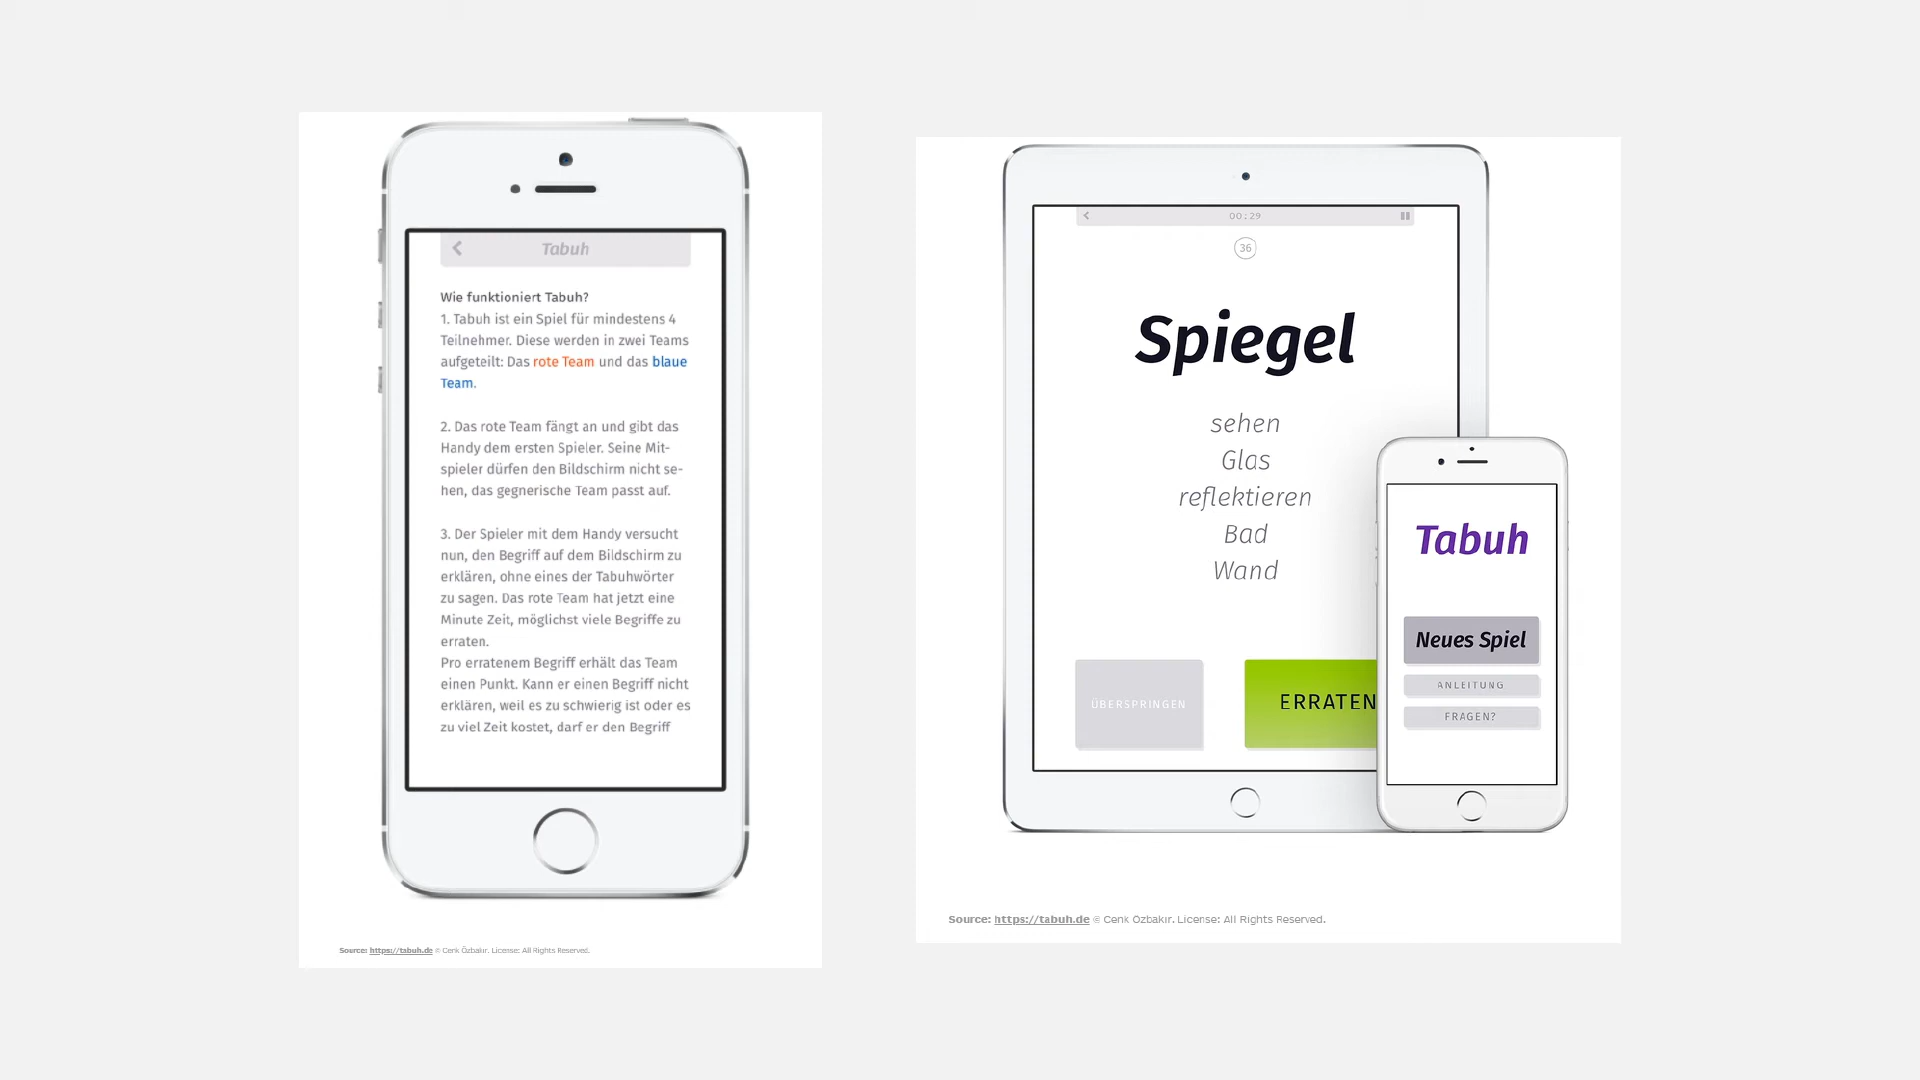 Tabuh
Wie funktioniert Tabuh?
1. Tabuh ist ein Spiel für mindestens 4
Teilnehmer. Diese werden in zwei Teams
aufgeteilt: Das rote Team und das blaue
Team.
2. Das rote Team fängt an und gibt das
Handy dem ersten Spieler. Seine Mit-
spieler dürfen den Bildschirm nicht se-
hen, das gegnerische Team passt auf.
3. Der Spieler mit dem Handy versucht
nun, den Begriff auf dem Bildschirm zu
erklären, ohne eines der Tabuhwörter
zu sagen. Das rote Team hat jetzt eine
Minute Zeit, möglichst viele Begriffe zu
erraten.
Pro erratenem Begriff erhält das Team
einen Punkt. Kann er einen Begriff nicht
erklären, weil es zu schwierig ist oder es
zu viel Zeit kostet, darf er den Begriff
Source: https://tabuh.de © Cenk Özbakır. License: All Rights Reserved.
00:29
36
Spiegel
sehen
Glas
reflektieren
Bad
Wand
ÜBERSPRINGEN
ERRATEN
Tabuh
Neues Spiel
ANLEITUNG
FRAGEN?
Source: https://tabuh.de © Cenk Özbakır. License: All Rights Reserved.